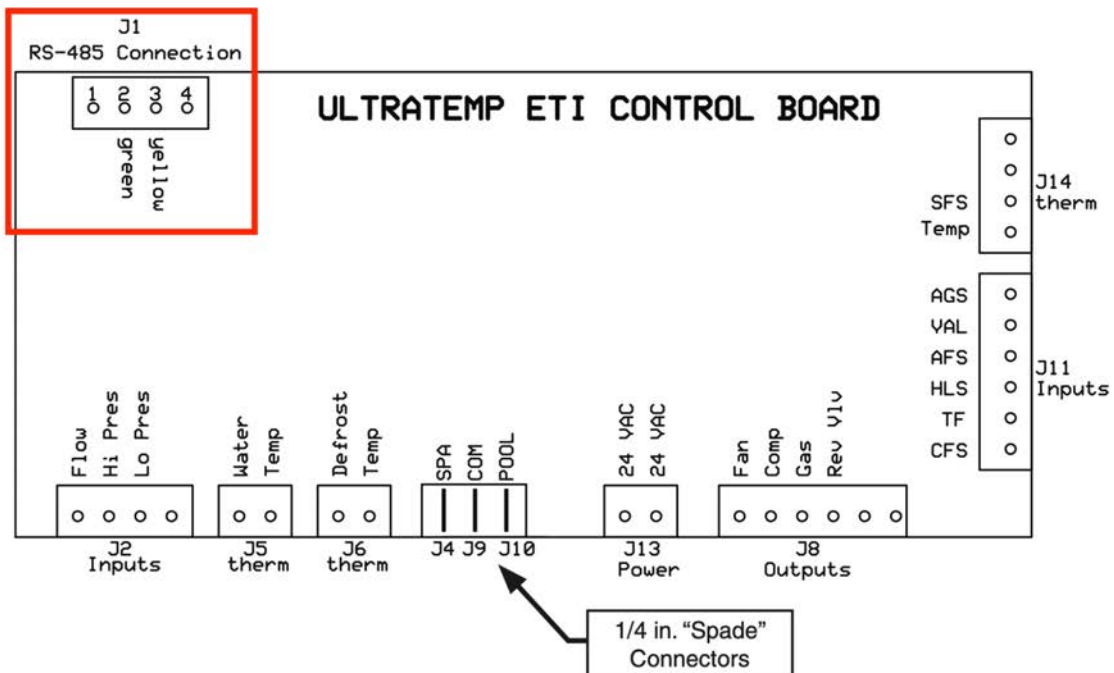 J1
RS-485 Connection
1 2 3 4
green
yellow
ULTRATEMP ETI CONTROL BOARD
SFS
Temp
J14
therm
AGS
VAL
AFS
HLS
TF
CFS
J11
Inputs
Flow
Hi Pres
Lo Pres
J2
Inputs
Water
Temp
J5
therm
Defrost
Temp
J6
therm
SPA
COM
POOL
J4 J9 J10
24 VAC
24 VAC
J13
Power
Fan
Comp
Gas
Rev Vlv
J8
Outputs
1/4 in. “Spade”
Connectors